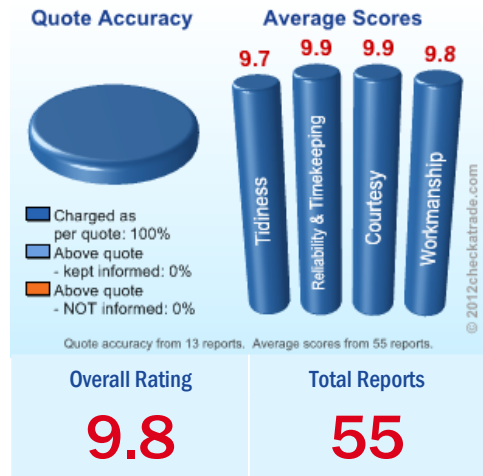 Quote Accuracy
Average Scores
9.7
9.9
9.9
9.8
Tidiness
Reliability & Timekeeping
Courtesy
Workmanship
Charged as
per quote: 100%
Above quote
- kept informed: 0%
Above quote
- NOT informed: 0%
© 2012checkatrade.com
Quote accuracy from 13 reports. Average scores from 55 reports.
Overall Rating
9.8
Total Reports
55